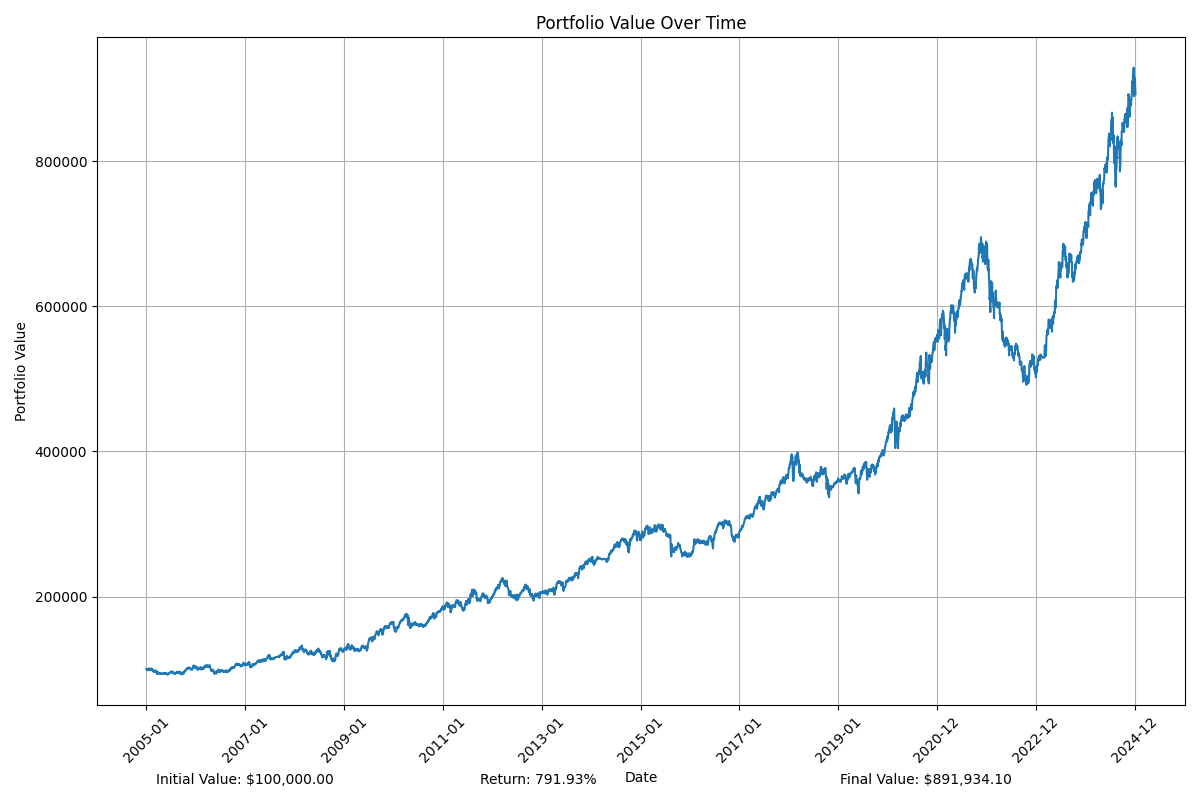 Portfolio Value Over Time
Portfolio Value
800000
600000
400000
200000
2005-01 2007-01 2009-01 2011-01 2013-01 2015-01 2017-01 2019-01 2020-12 2022-12 2024-12
Date
Initial Value: $100,000.00 Return: 791.93% Final Value: $891,934.10